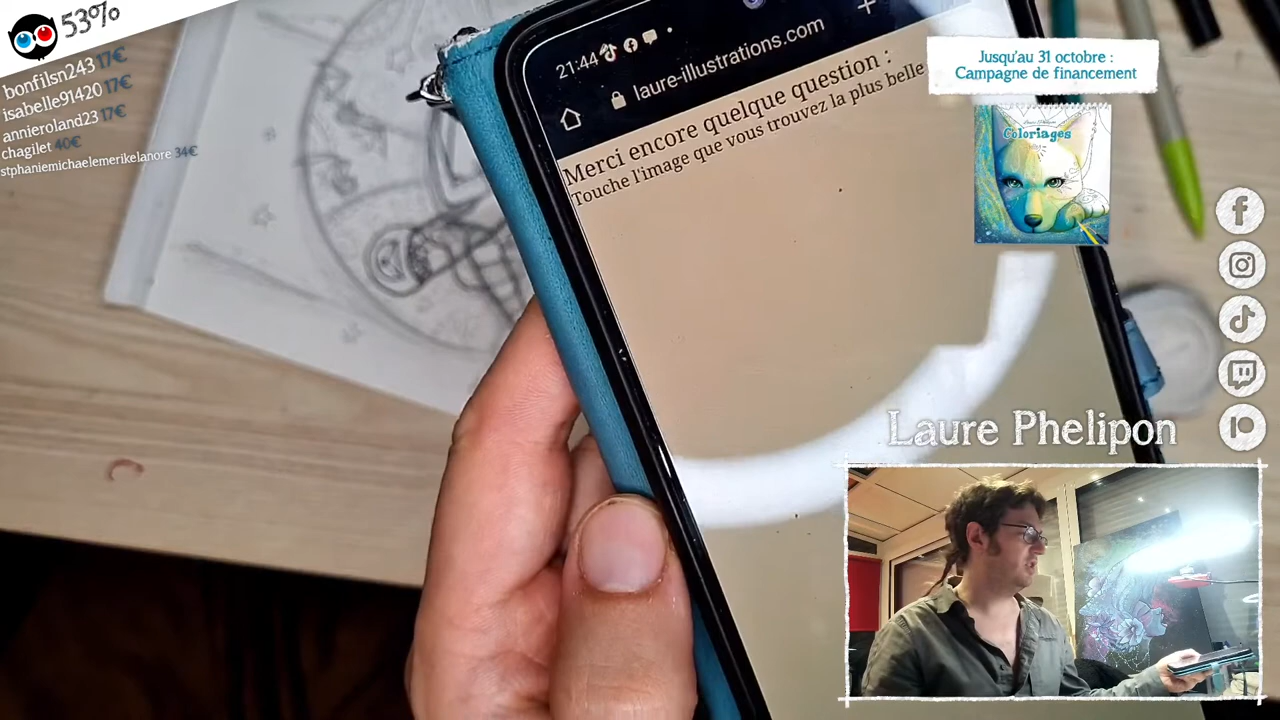 53%
bonfilsn243 17€
isabelle91420 17€
annieroland23 17€
chagilet 40€
stphaniemichaelemerikelanore 34€
21:44
laure-illustrations.com
Merci encore quelque question :
Touche l'image que vous trouvez la plus belle
Jusqu'au 31 octobre :
Campagne de financement
Coloriages
Laure Phelipon